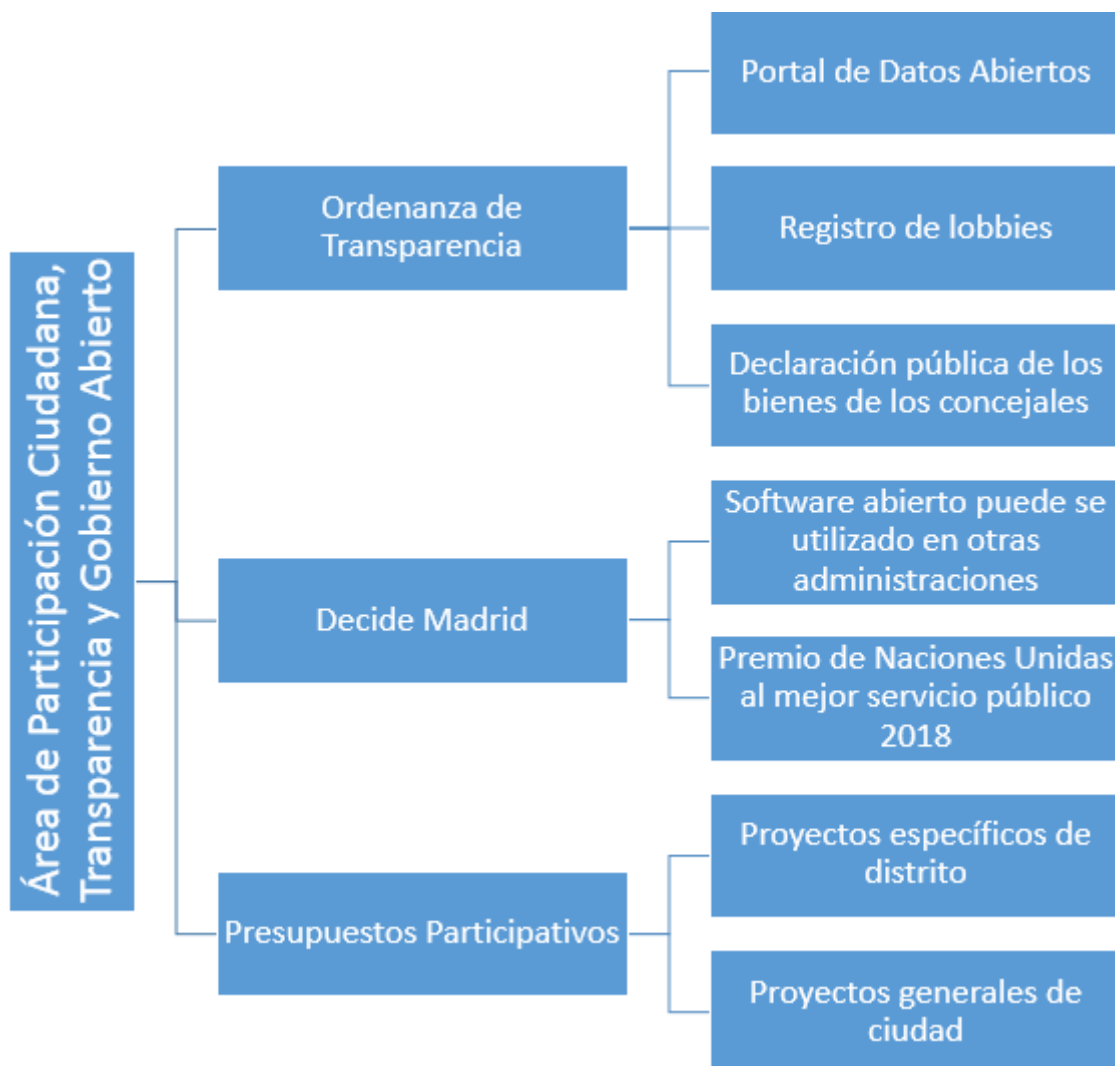 Área de Participación Ciudadana,
Transparencia y Gobierno Abierto
Ordenanza de
Transparencia
Portal de Datos Abiertos
Registro de lobbies
Declaración pública de los
bienes de los concejales
Decide Madrid
Software abierto puede se
utilizado en otras
administraciones
Premio de Naciones Unidas
al mejor servicio público
2018
Presupuestos Participativos
Proyectos específicos de
distrito
Proyectos generales de
ciudad